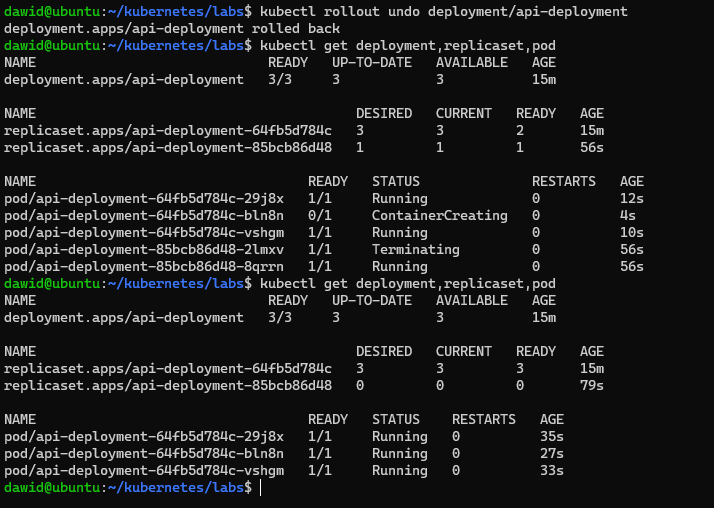 dawid@ubuntu:~/kubernetes/labs$ kubectl rollout undo deployment/api-deployment
deployment.apps/api-deployment rolled back
dawid@ubuntu:~/kubernetes/labs$ kubectl get deployment,replicaset,pod
NAME                             READY   UP-TO-DATE   AVAILABLE   AGE
deployment.apps/api-deployment   3/3     3            3           15m

NAME                                        DESIRED   CURRENT   READY   AGE
replicaset.apps/api-deployment-64fb5d784c   3         3         2       15m
replicaset.apps/api-deployment-85bcb86d48   1         1         1       56s

NAME                                  READY   STATUS              RESTARTS   AGE
pod/api-deployment-64fb5d784c-29j8x   1/1     Running             0          12s
pod/api-deployment-64fb5d784c-bln8n   0/1     ContainerCreating   0          4s
pod/api-deployment-64fb5d784c-vshgm   1/1     Running             0          10s
pod/api-deployment-85bcb86d48-2lmxv   1/1     Terminating         0          56s
pod/api-deployment-85bcb86d48-8qrrn   1/1     Running             0          56s
dawid@ubuntu:~/kubernetes/labs$ kubectl get deployment,replicaset,pod
NAME                             READY   UP-TO-DATE   AVAILABLE   AGE
deployment.apps/api-deployment   3/3     3            3           15m

NAME                                        DESIRED   CURRENT   READY   AGE
replicaset.apps/api-deployment-64fb5d784c   3         3         3       15m
replicaset.apps/api-deployment-85bcb86d48   0         0         0       79s

NAME                                  READY   STATUS    RESTARTS   AGE
pod/api-deployment-64fb5d784c-29j8x   1/1     Running   0          35s
pod/api-deployment-64fb5d784c-bln8n   1/1     Running   0          27s
pod/api-deployment-64fb5d784c-vshgm   1/1     Running   0          33s
dawid@ubuntu:~/kubernetes/labs$